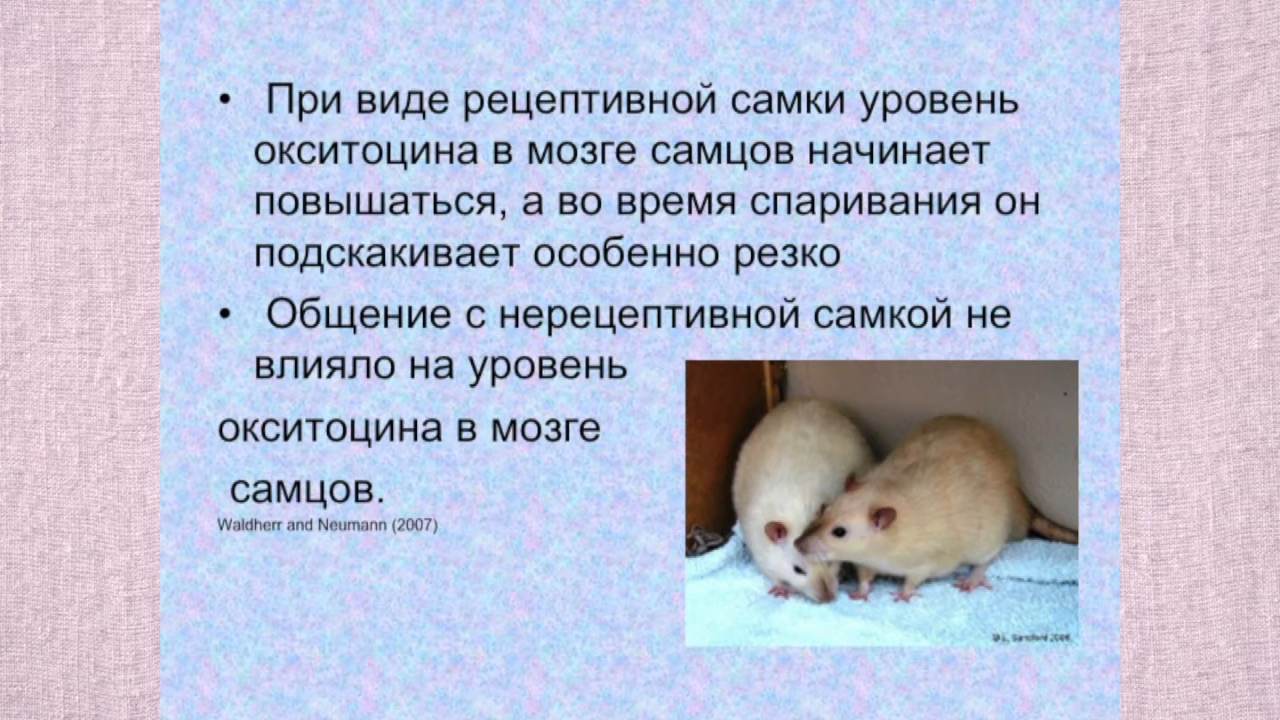 • При виде рецептивной самки уровень
окситоцина в мозге самцов начинает
повышаться, а во время спаривания он
подскакивает особенно резко
• Общение с нерецептивной самкой не
влияло на уровень
окситоцина в мозге
самцов.
Waldherr and Neumann (2007)